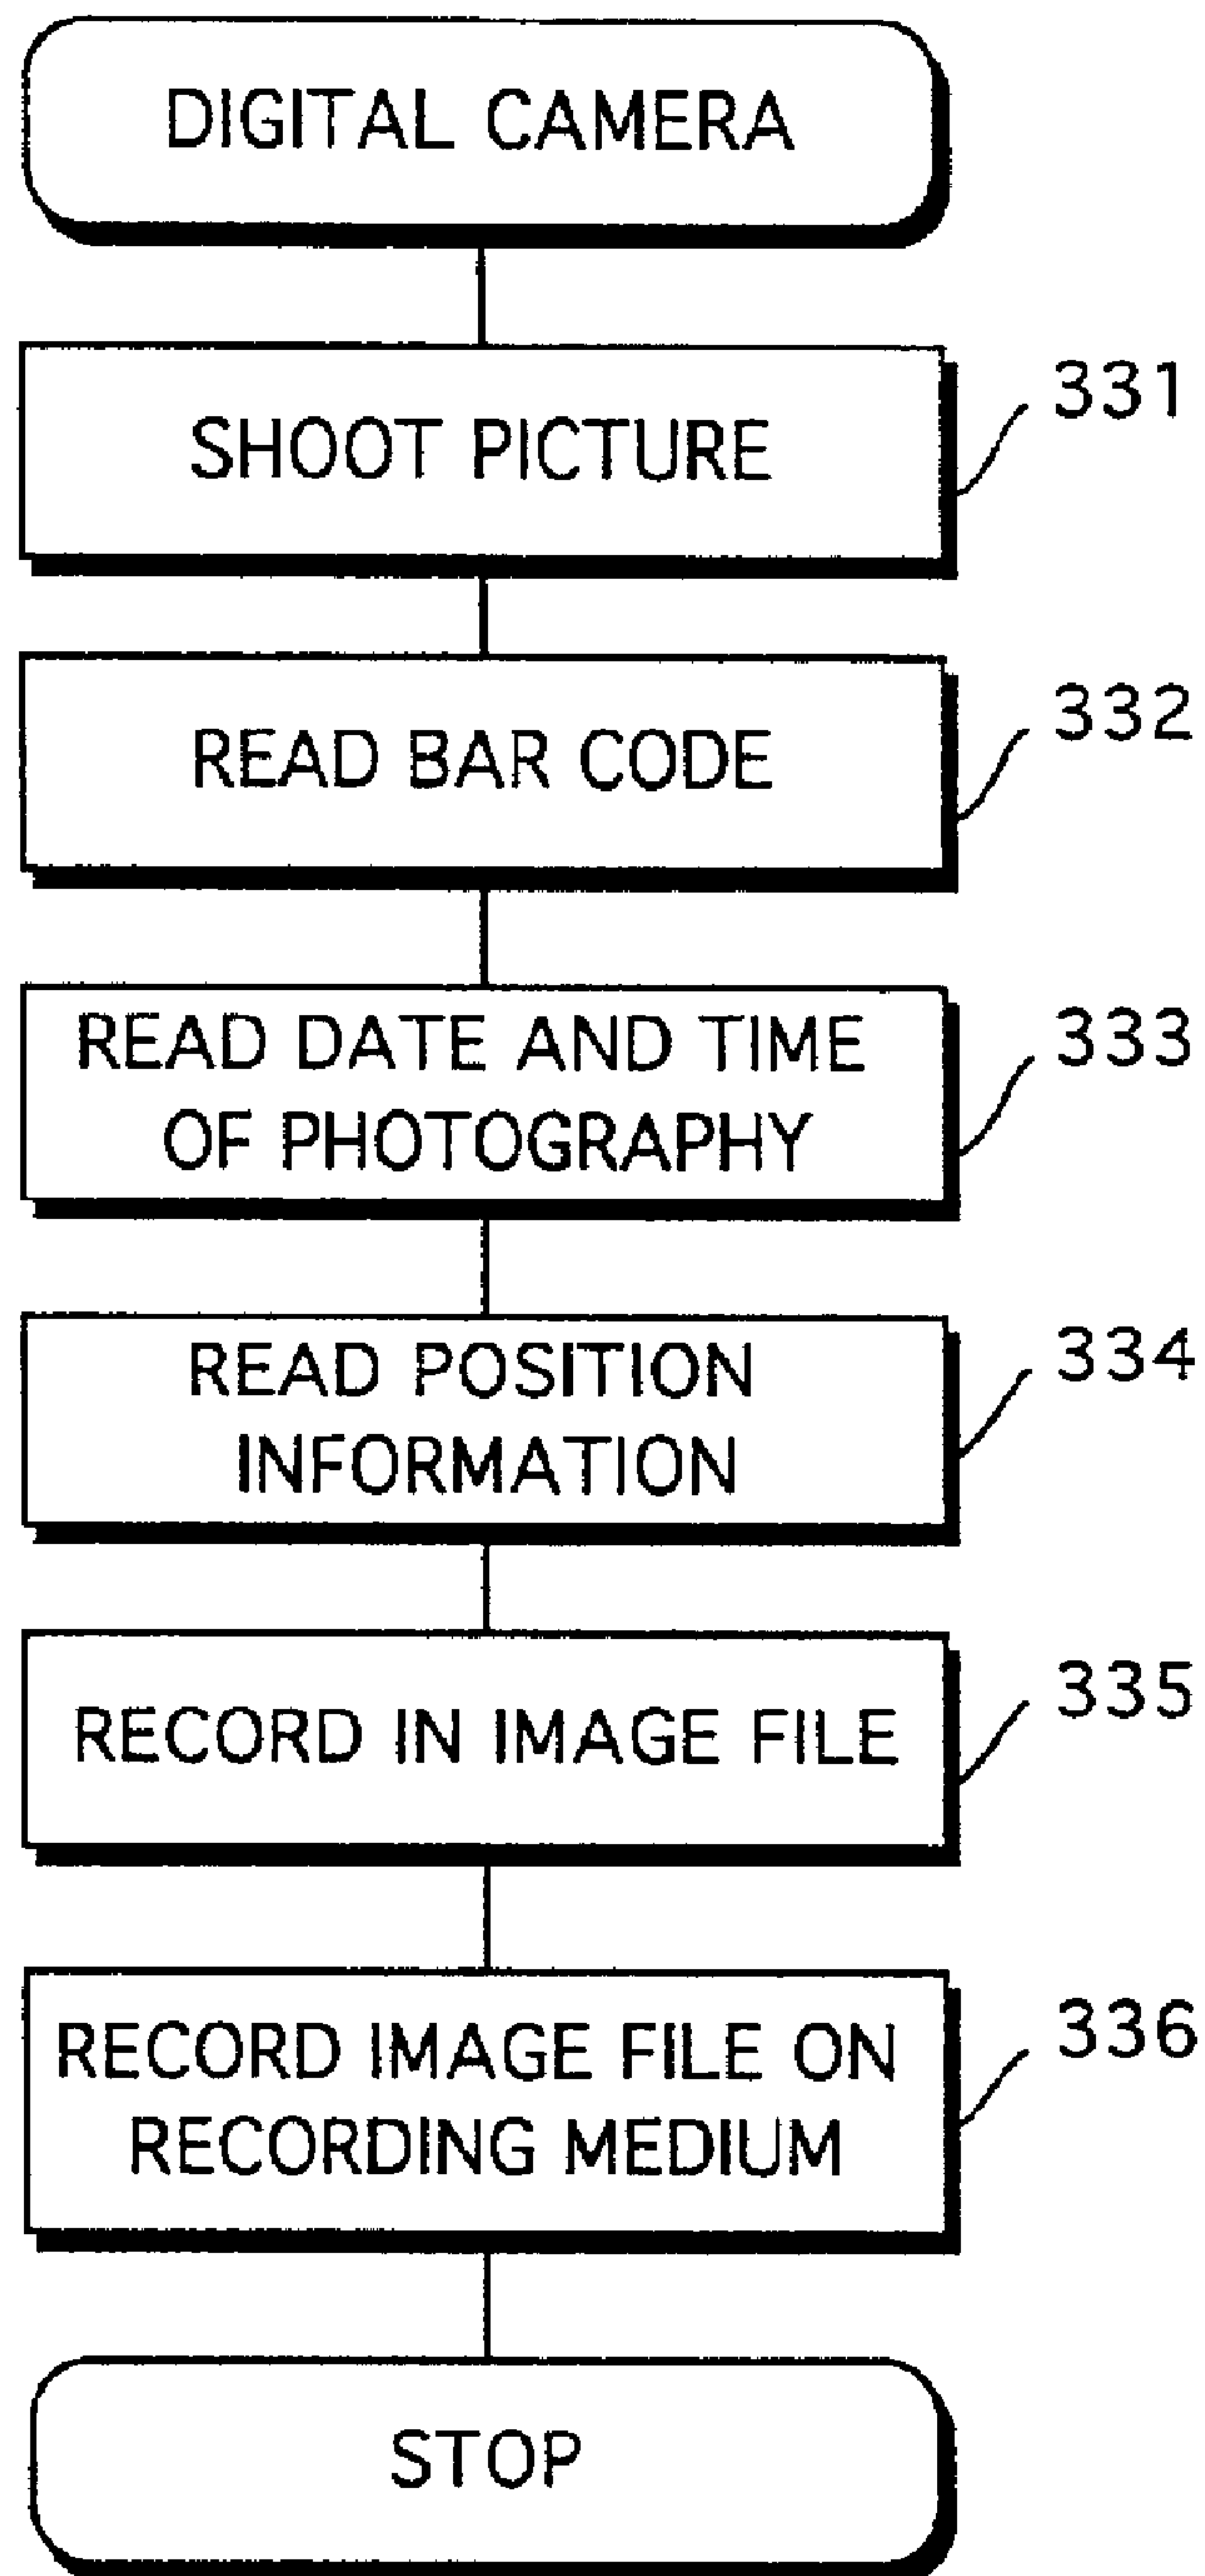 DIGITAL CAMERA
SHOOT PICTURE
331
READ BAR CODE
332
READ DATE AND TIME
OF PHOTOGRAPHY
333
READ POSITION
INFORMATION
334
RECORD IN IMAGE FILE
335
RECORD IMAGE FILE ON
RECORDING MEDIUM
336
STOP